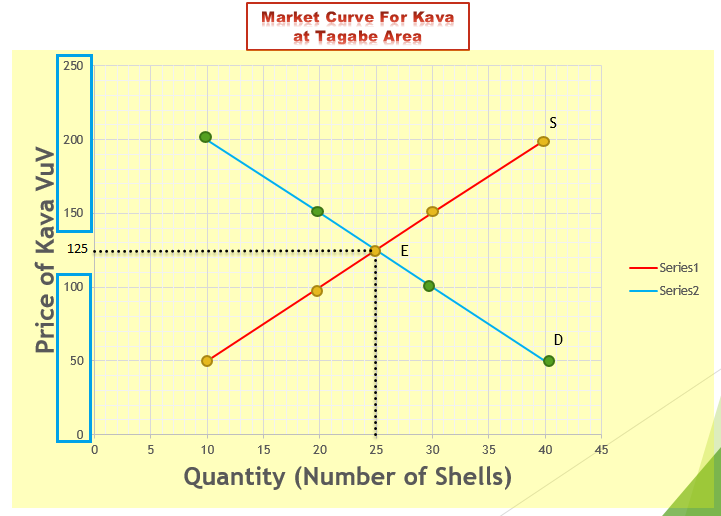 Market Curve For Kava
at Tagabe Area
Price of Kava VuV
250
200
150
125
100
50
0
S
E
D
Series1
Series2
0 5 10 15 20 25 30 35 40 45
Quantity (Number of Shells)